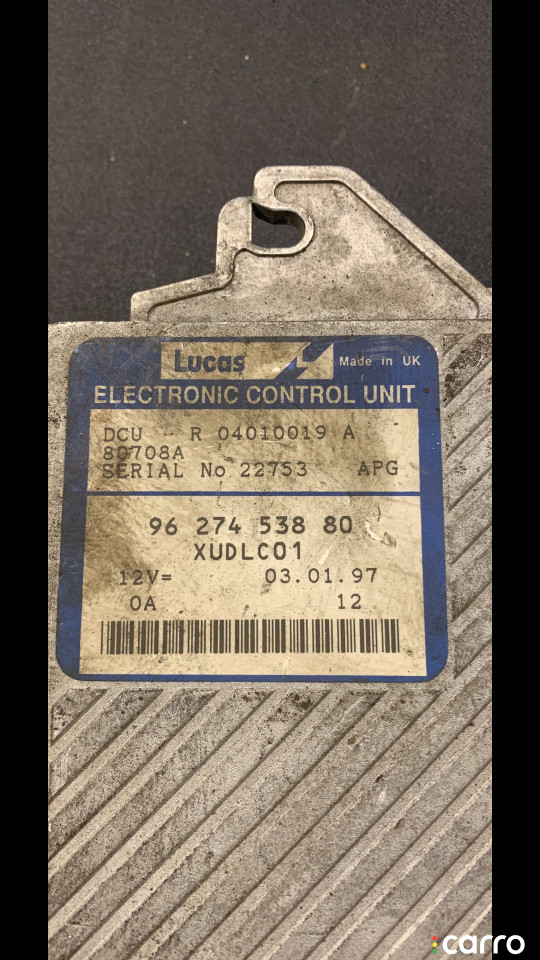 Lucas Made in UK
ELECTRONIC CONTROL UNIT
DCU R 04010019 A
80708A
SERIAL No 22753 APG
96 274 538 80
XUDLC01
12V= 03.01.97
0A 12
carro